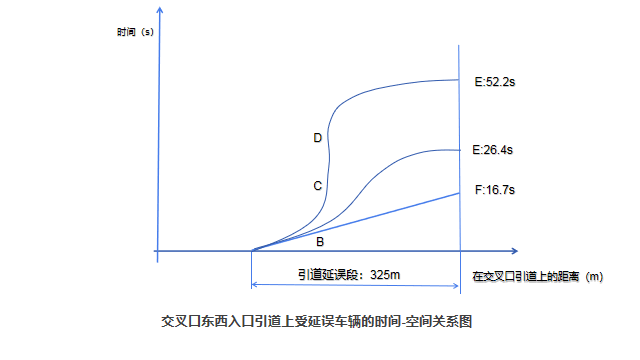 时间（s）
E:52.2s
D
E:26.4s
C
F:16.7s
B
引道延误段：325m
在交叉口引道上的距离（m）
交叉口东西入口引道上受延误车辆的时间-空间关系图